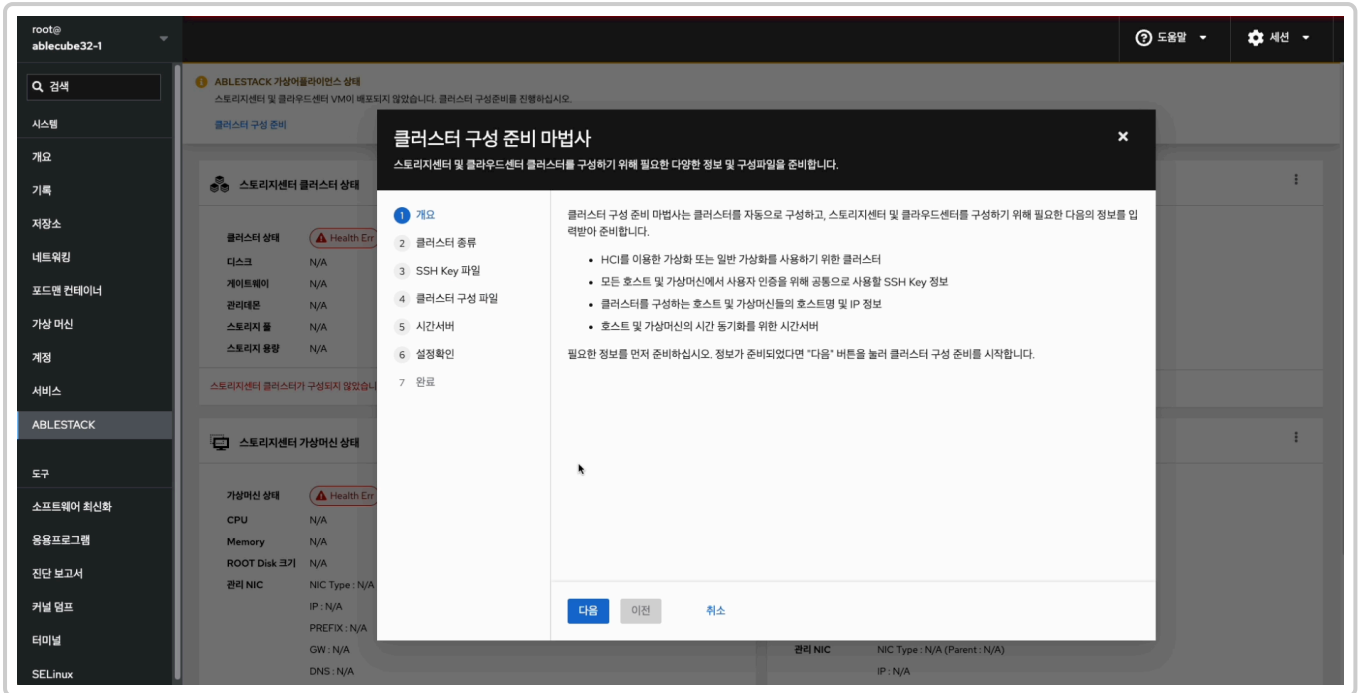 root@
ablecube32-1
도움말
세션
검색
시스템
개요
기록
저장소
네트워킹
포드맨 컨테이너
가상 머신
계정
서비스
ABLESTACK
도구
소프트웨어 최신화
응용프로그램
진단 보고서
커널 덤프
터미널
SELinux
ABLESTACK 가상어플라이언스 상태
스토리지센터 및 클라우드센터 VM이 배포되지 않았습니다. 클러스터 구성준비를 진행하십시오.
클러스터 구성 준비
스토리지센터 클러스터 상태
클러스터 상태 Health Err
디스크 N/A
게이트웨이 N/A
관리데몬 N/A
스토리지 풀 N/A
스토리지 용량 N/A
스토리지센터 클러스터가 구성되지 않았습니
스토리지센터 가상머신 상태
가상머신 상태 Health Err
CPU N/A
Memory N/A
ROOT Disk 크기 N/A
관리 NIC NIC Type : N/A
IP : N/A
PREFIX : N/A
GW : N/A
DNS : N/A
관리 NIC NIC Type : N/A (Parent : N/A)
IP : N/A
클러스터 구성 준비 마법사
스토리지센터 및 클라우드센터 클러스터를 구성하기 위해 필요한 다양한 정보 및 구성파일을 준비합니다.
1 개요
2 클러스터 종류
3 SSH Key 파일
4 클러스터 구성 파일
5 시간서버
6 설정확인
7 완료
클러스터 구성 준비 마법사는 클러스터를 자동으로 구성하고, 스토리지센터 및 클라우드센터를 구성하기 위해 필요한 다음의 정보를 입
력받아 준비합니다.
• HCI를 이용한 가상화 또는 일반 가상화를 사용하기 위한 클러스터
• 모든 호스트 및 가상머신에서 사용자 인증을 위해 공통으로 사용할 SSH Key 정보
• 클러스터를 구성하는 호스트 및 가상머신들의 호스트명 및 IP 정보
• 호스트 및 가상머신의 시간 동기화를 위한 시간서버
필요한 정보를 먼저 준비하십시오. 정보가 준비되었다면 "다음" 버튼을 눌러 클러스터 구성 준비를 시작합니다.
다음
이전
취소